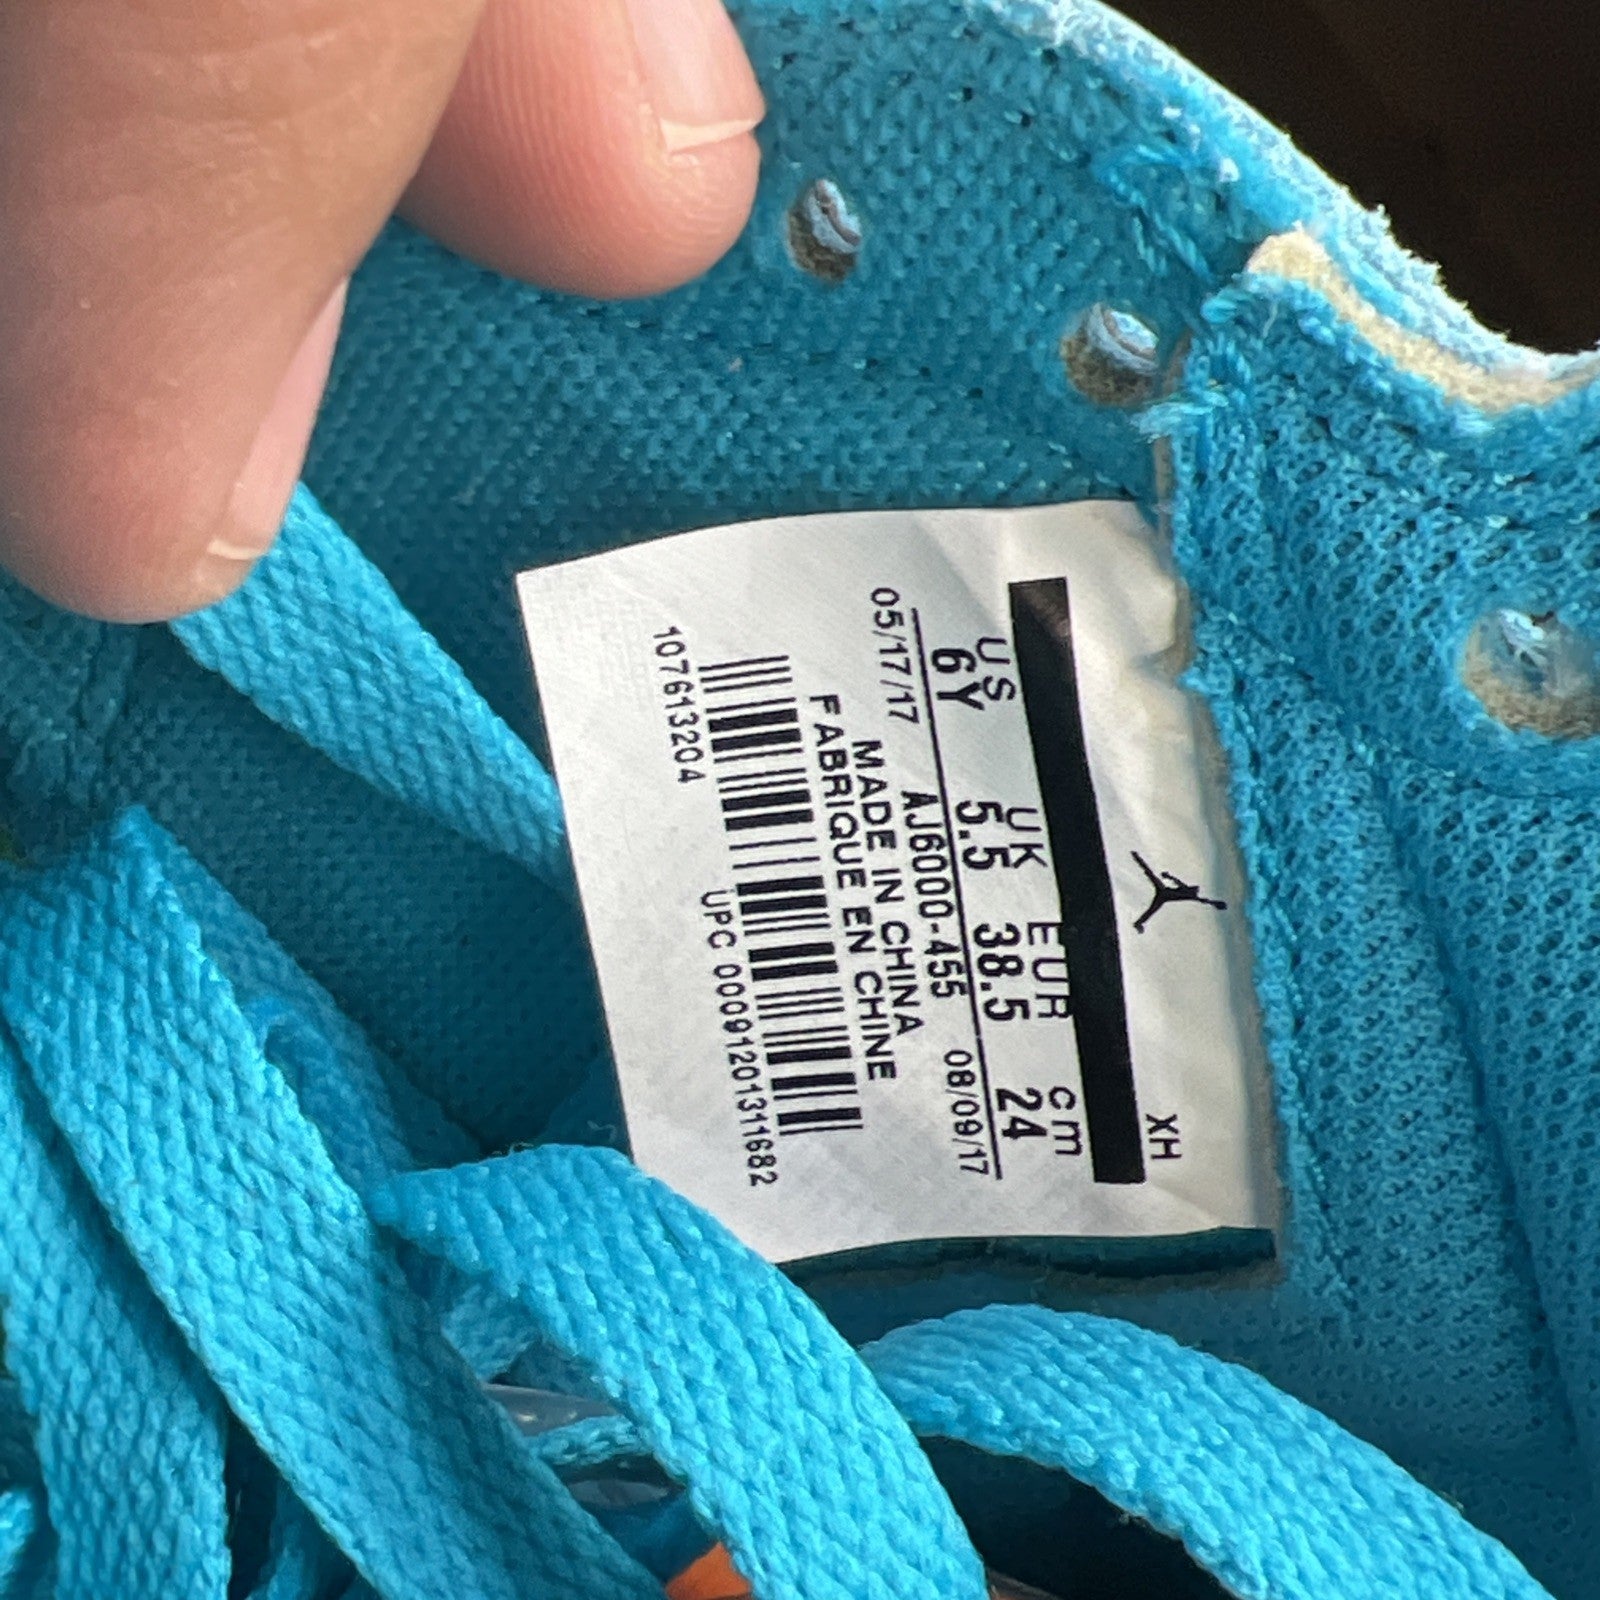 XH
US UK EUR cm
6Y 5.5 38.5 24
05/17/17 AJ6000-455 08/09/17
MADE IN CHINA
FABRIQUE EN CHINE
107613204 UPC 00091201311682